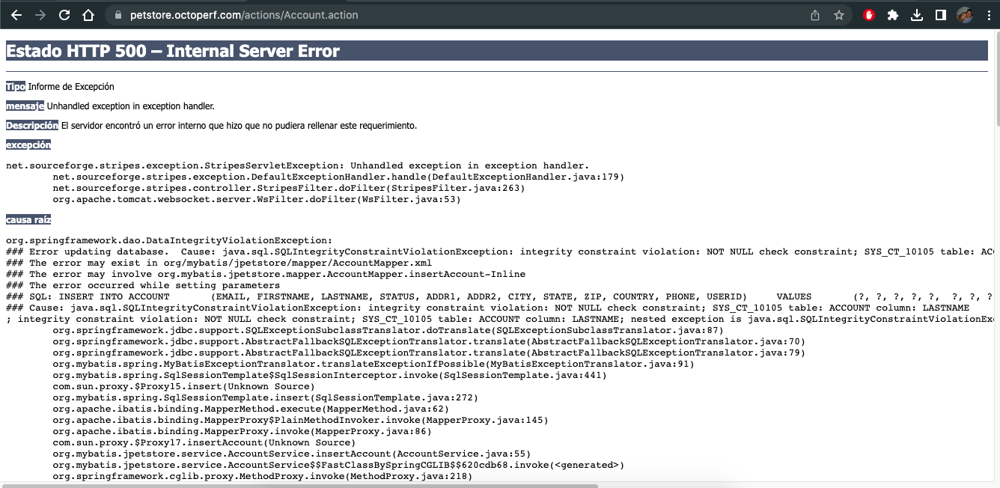 petstore.octoperf.com/actions/Account.action
Estado HTTP 500 – Internal Server Error
Tipo Informe de Excepción
mensaje Unhandled exception in exception handler.
Descripción El servidor encontró un error interno que hizo que no pudiera rellenar este requerimiento.
excepción
net.sourceforge.stripes.exception.StripesServletException: Unhandled exception in exception handler.
net.sourceforge.stripes.exception.DefaultExceptionHandler.handle(DefaultExceptionHandler.java:179)
net.sourceforge.stripes.controller.StripesFilter.doFilter(StripesFilter.java:263)
org.apache.tomcat.websocket.server.WsFilter.doFilter(WsFilter.java:53)
causa raíz
org.springframework.dao.DataIntegrityViolationException:
### Error updating database.  Cause: java.sql.SQLIntegrityConstraintViolationException: integrity constraint violation: NOT NULL check constraint; SYS_CT_10105 table: AC
### The error may exist in org/mybatis/jpetstore/mapper/AccountMapper.xml
### The error may involve org.mybatis.jpetstore.mapper.AccountMapper.insertAccount-Inline
### The error occurred while setting parameters
### SQL: INSERT INTO ACCOUNT       (EMAIL, FIRSTNAME, LASTNAME, STATUS, ADDR1, ADDR2, CITY, STATE, ZIP, COUNTRY, PHONE, USERID)     VALUES       (?, ?, ?, ?, ?,  ?, ?, ?
### Cause: java.sql.SQLIntegrityConstraintViolationException: integrity constraint violation: NOT NULL check constraint; SYS_CT_10105 table: ACCOUNT column: LASTNAME
; integrity constraint violation: NOT NULL check constraint; SYS_CT_10105 table: ACCOUNT column: LASTNAME; nested exception is java.sql.SQLIntegrityConstraintViolationEx
org.springframework.jdbc.support.SQLExceptionSubclassTranslator.doTranslate(SQLExceptionSubclassTranslator.java:87)
org.springframework.jdbc.support.AbstractFallbackSQLExceptionTranslator.translate(AbstractFallbackSQLExceptionTranslator.java:70)
org.springframework.jdbc.support.AbstractFallbackSQLExceptionTranslator.translate(AbstractFallbackSQLExceptionTranslator.java:79)
org.mybatis.spring.MyBatisExceptionTranslator.translateExceptionIfPossible(MyBatisExceptionTranslator.java:91)
org.mybatis.spring.SqlSessionTemplate$SqlSessionInterceptor.invoke(SqlSessionTemplate.java:441)
com.sun.proxy.$Proxy15.insert(Unknown Source)
org.mybatis.spring.SqlSessionTemplate.insert(SqlSessionTemplate.java:272)
org.apache.ibatis.binding.MapperMethod.execute(MapperMethod.java:62)
org.apache.ibatis.binding.MapperProxy$PlainMethodInvoker.invoke(MapperProxy.java:145)
org.apache.ibatis.binding.MapperProxy.invoke(MapperProxy.java:86)
com.sun.proxy.$Proxy17.insertAccount(Unknown Source)
org.mybatis.jpetstore.service.AccountService.insertAccount(AccountService.java:55)
org.mybatis.jpetstore.service.AccountService$$FastClassBySpringCGLIB$$620cdb68.invoke(<generated>)
org.springframework.cglib.proxy.MethodProxy.invoke(MethodProxy.java:218)